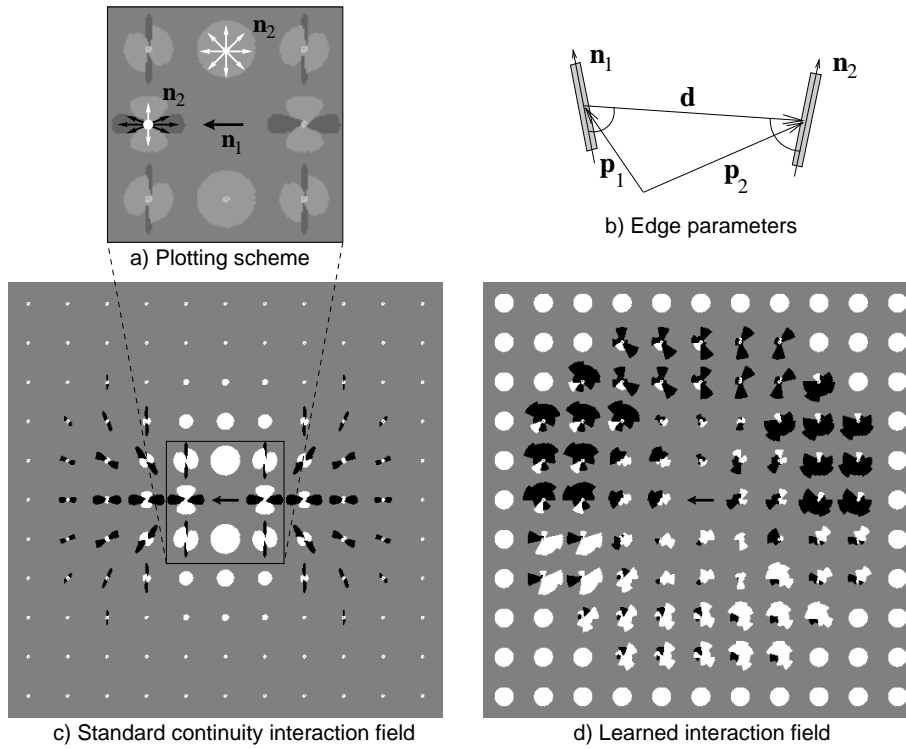 n2
n2
n1
a) Plotting scheme
n1
n2
d
p1
p2
b) Edge parameters
c) Standard continuity interaction field
d) Learned interaction field